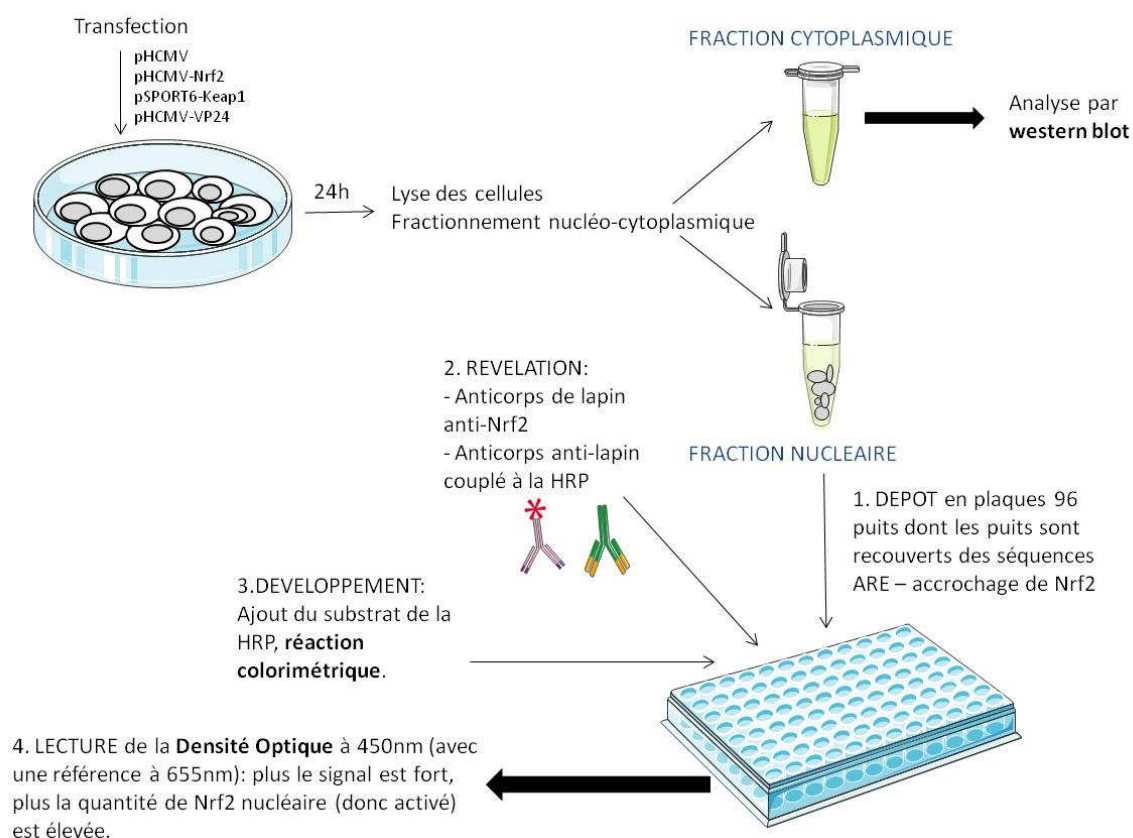 Transfection
pHCMV
pHCMV-Nrf2
pSPORT6-Keap1
pHCMV-VP24
24h
Lyse des cellules
Fractionnement nucléo-cytoplasmique
FRACTION CYTOPLASMIQUE
Analyse par
western blot
FRACTION NUCLEAIRE
1. DEPOT en plaques 96
puits dont les puits sont
recouverts des séquences
ARE – accrochage de Nrf2
2. REVELATION:
- Anticorps de lapin
anti-Nrf2
- Anticorps anti-lapin
couplé à la HRP
3.DEVELOPPEMENT:
Ajout du substrat de la
HRP, réaction
colorimétrique.
4. LECTURE de la Densité Optique à 450nm (avec
une référence à 655nm): plus le signal est fort,
plus la quantité de Nrf2 nucléaire (donc activé)
est élevée.